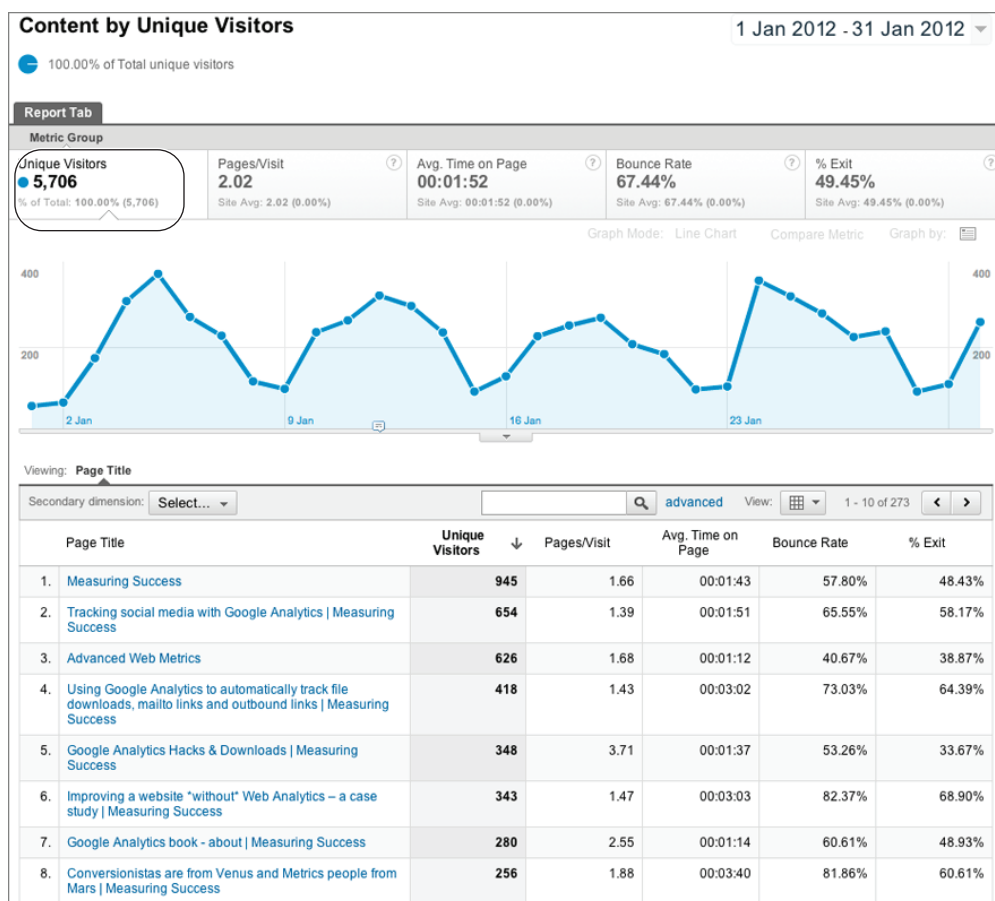 Content by Unique Visitors
1 Jan 2012 - 31 Jan 2012
100.00% of Total unique visitors
Report Tab
Metric Group
Unique Visitors
5,706
% of Total: 100.00% (5,706)
Pages/Visit
2.02
Site Avg: 2.02 (0.00%)
Avg. Time on Page
00:01:52
Site Avg: 00:01:52 (0.00%)
Bounce Rate
67.44%
Site Avg: 67.44% (0.00%)
% Exit
49.45%
Site Avg: 49.45% (0.00%)
Graph Mode: Line Chart Compare Metric Graph by:
400 400
200 200
2 Jan 9 Jan 16 Jan 23 Jan
Viewing: Page Title
Secondary dimension: Select... advanced View: 1 - 10 of 273
Page Title Unique Visitors Pages/Visit Avg. Time on Page Bounce Rate % Exit
1. Measuring Success 945 1.66 00:01:43 57.80% 48.43%
2. Tracking social media with Google Analytics | Measuring 654 1.39 00:01:51 65.55% 58.17%
Success
3. Advanced Web Metrics 626 1.68 00:01:12 40.67% 38.87%
4. Using Google Analytics to automatically track file 418 1.43 00:03:02 73.03% 64.39%
downloads, mailto links and outbound links | Measuring
Success
5. Google Analytics Hacks & Downloads | Measuring 348 3.71 00:01:37 53.26% 33.67%
Success
6. Improving a website *without* Web Analytics – a case 343 1.47 00:03:03 82.37% 68.90%
study | Measuring Success
7. Google Analytics book - about | Measuring Success 280 2.55 00:01:14 60.61% 48.93%
8. Conversionistas are from Venus and Metrics people from 256 1.88 00:03:40 81.86% 60.61%
Mars | Measuring Success